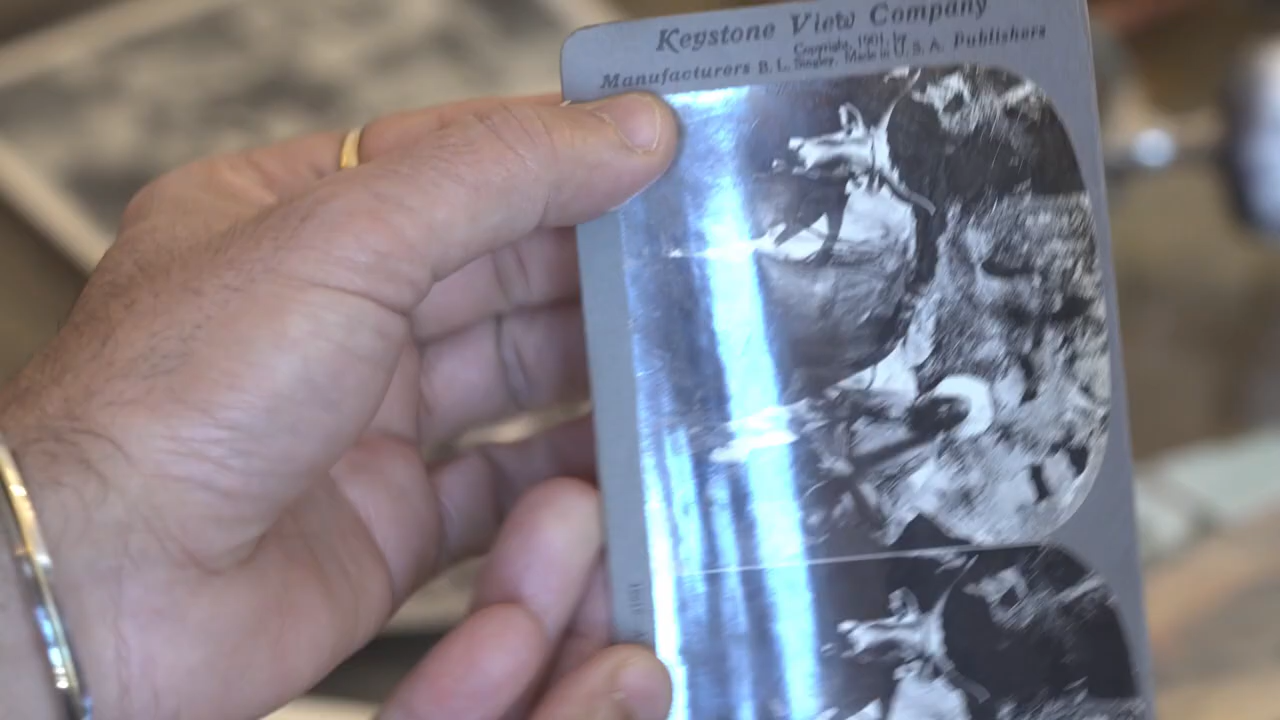 Keystone View Company
Copyright, 1901, by
Manufacturers B. L. Singley. Made in U. S. A. Publishers